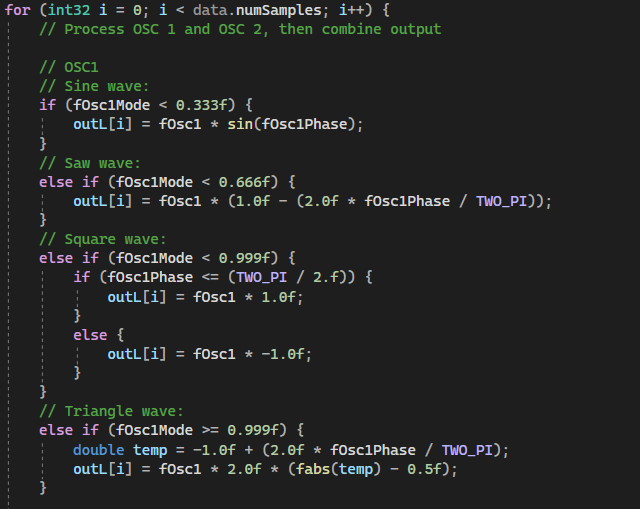 for (int32 i = 0; i < data.numSamples; i++) {
// Process OSC 1 and OSC 2, then combine output
// OSC1
// Sine wave:
if (fOsc1Mode < 0.333f) {
outL[i] = fOsc1 * sin(fOsc1Phase);
}
// Saw wave:
else if (fOsc1Mode < 0.666f) {
outL[i] = fOsc1 * (1.0f - (2.0f * fOsc1Phase / TWO_PI));
}
// Square wave:
else if (fOsc1Mode < 0.999f) {
if (fOsc1Phase <= (TWO_PI / 2.f)) {
outL[i] = fOsc1 * 1.0f;
}
else {
outL[i] = fOsc1 * -1.0f;
}
}
// Triangle wave:
else if (fOsc1Mode >= 0.999f) {
double temp = -1.0f + (2.0f * fOsc1Phase / TWO_PI);
outL[i] = fOsc1 * 2.0f * (fabs(temp) - 0.5f);
}